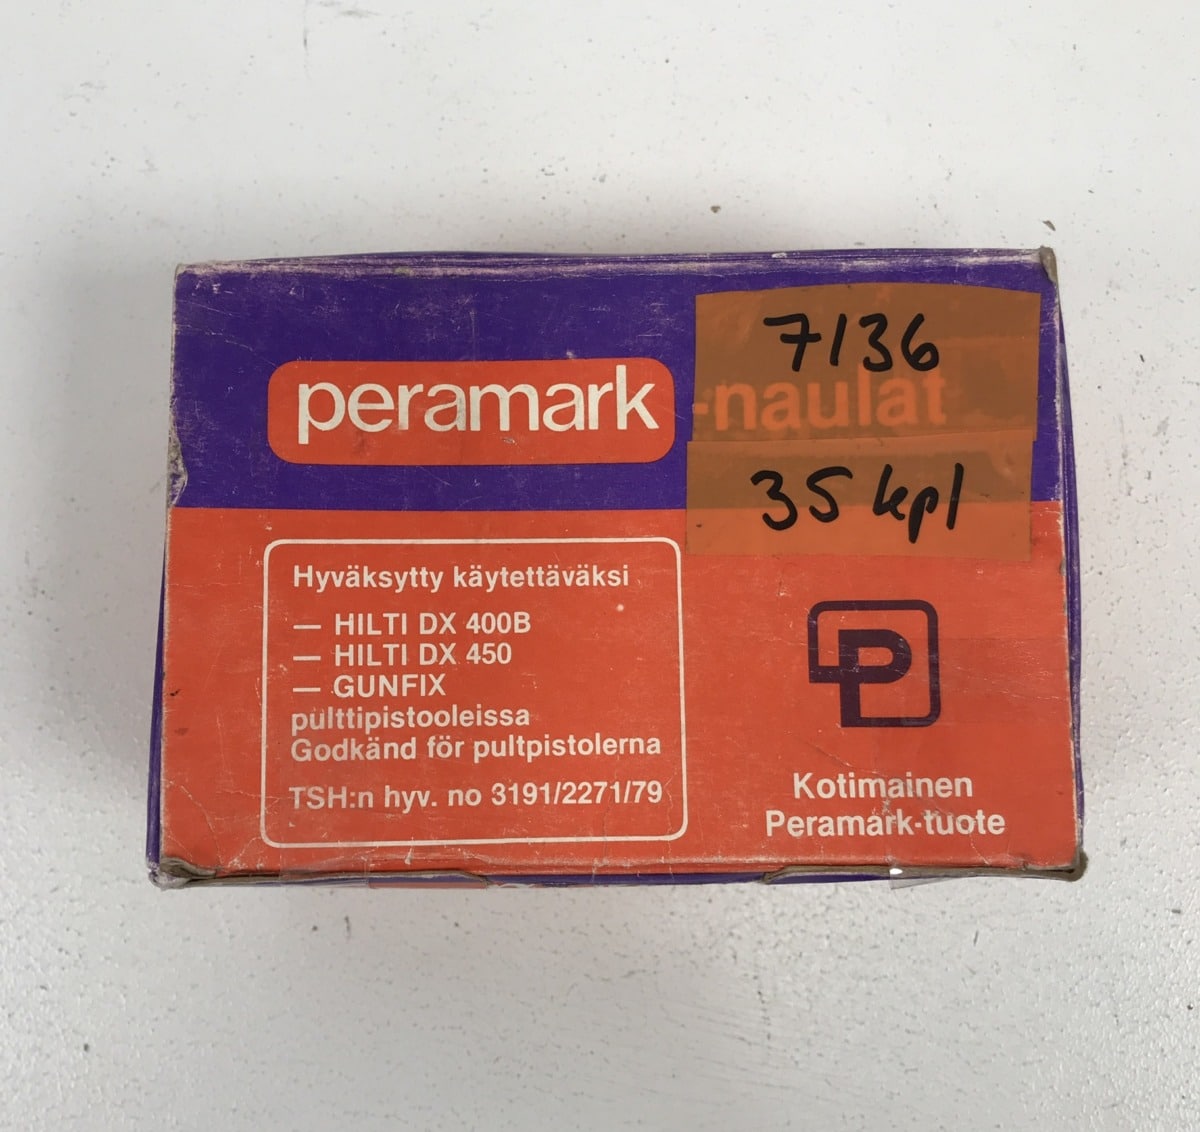 7136
peramark -naulat
35 kpl
Hyväksytty käytettäväksi
— HILTI DX 400B
— HILTI DX 450
— GUNFIX
pulttipistooleissa
Godkänd för pultpistolerna
TSH:n hyv. no 3191/2271/79
P
Kotimainen
Peramark-tuote